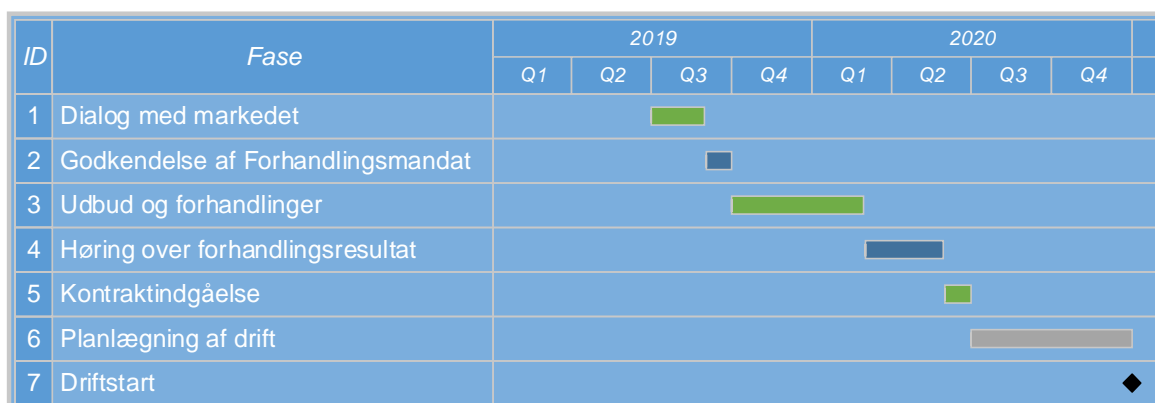 ID Fase 2019 2020
Q1 Q2 Q3 Q4 Q1 Q2 Q3 Q4
1 Dialog med markedet
2 Godkendelse af Forhandlingsmandat
3 Udbud og forhandlinger
4 Høring over forhandlingsresultat
5 Kontraktindgåelse
6 Planlægning af drift
7 Driftstart